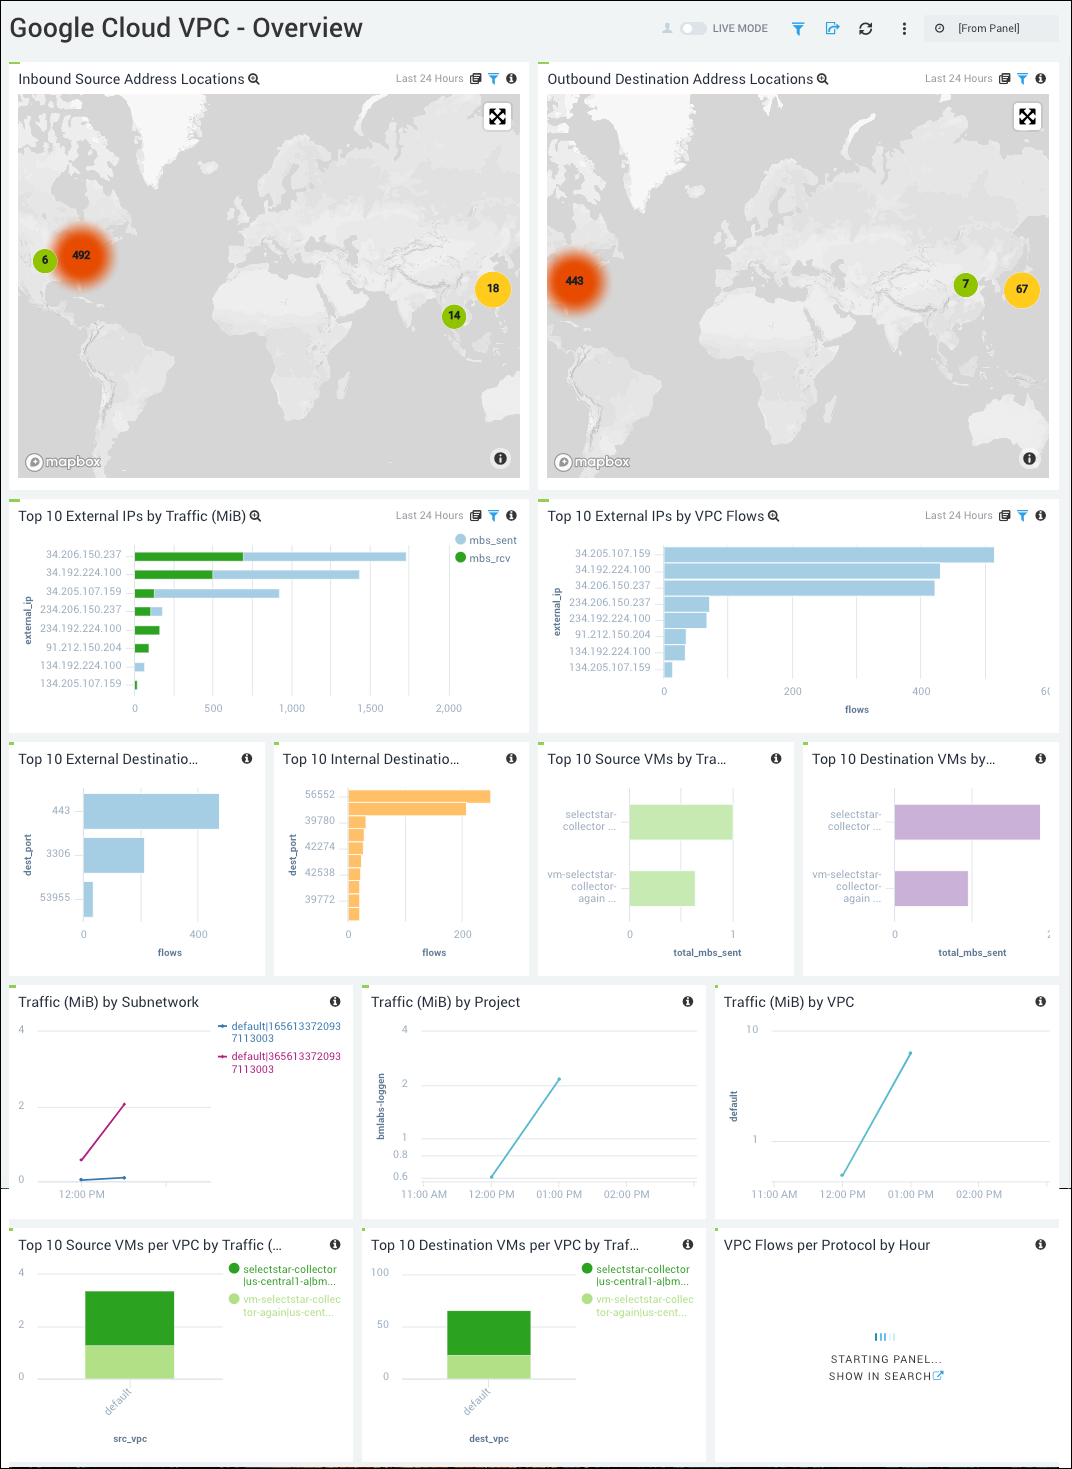 Google Cloud VPC - Overview
LIVE MODE
[From Panel]
Inbound Source Address Locations
Last 24 Hours
6
492
18
14
mapbox
Outbound Destination Address Locations
Last 24 Hours
443
7
67
mapbox
Top 10 External IPs by Traffic (MiB)
Last 24 Hours
mbs_sent
mbs_rcv
external_ip
34.206.150.237
34.192.224.100
34.205.107.159
234.206.150.237
234.192.224.100
91.212.150.204
134.192.224.100
134.205.107.159
0 500 1,000 1,500 2,000
Top 10 External IPs by VPC Flows
Last 24 Hours
external_ip
34.205.107.159
34.192.224.100
34.206.150.237
234.206.150.237
234.192.224.100
91.212.150.204
134.192.224.100
134.205.107.159
0 200 400
flows
Top 10 External Destinatio...
dest_port
443
3306
53955
0 400
flows
Top 10 Internal Destinatio...
dest_port
56552
39780
42274
42538
39772
0 200
flows
Top 10 Source VMs by Tra...
selectstar-
collector ...
vm-selectstar-
collector-
again ...
0 1
total_mbs_sent
Top 10 Destination VMs by...
selectstar-
collector ...
vm-selectstar-
collector-
again ...
0
total_mbs_sent
Traffic (MiB) by Subnetwork
4
2
0
12:00 PM
default|165613372093
7113003
default|365613372093
7113003
Traffic (MiB) by Project
bmlabs-loggen
4
2
1
0.8
0.6
11:00 AM 12:00 PM 01:00 PM 02:00 PM
Traffic (MiB) by VPC
default
10
1
11:00 AM 12:00 PM 01:00 PM 02:00 PM
Top 10 Source VMs per VPC by Traffic (...
4
2
0
default
src_vpc
selectstar-collector
|us-central1-a|bm...
vm-selectstar-collec
tor-again|us-cent...
Top 10 Destination VMs per VPC by Traf...
100
50
0
default
dest_vpc
selectstar-collector
|us-central1-a|bm...
vm-selectstar-collec
tor-again|us-cent...
VPC Flows per Protocol by Hour
STARTING PANEL...
SHOW IN SEARCH